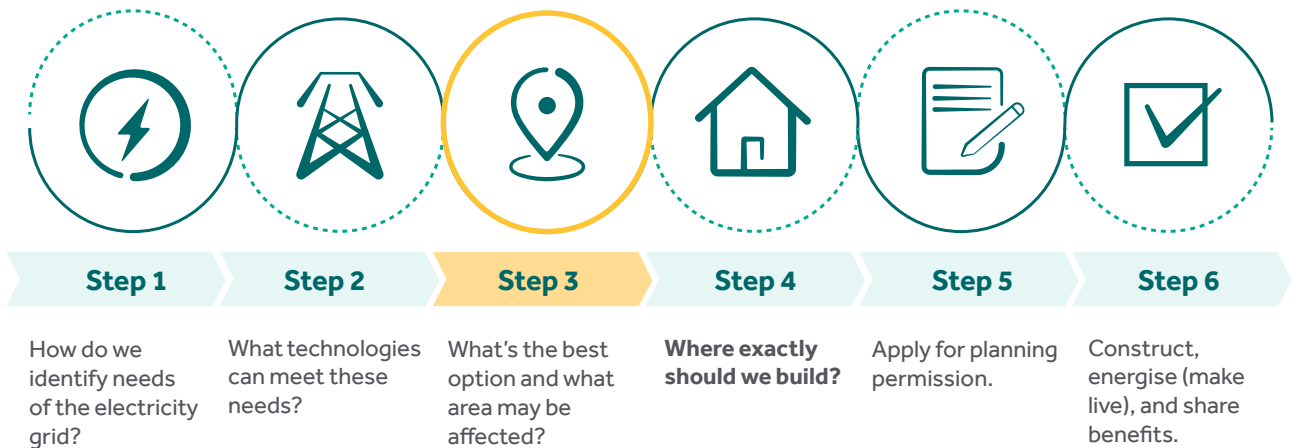 Step 1
Step 2
Step 3
Step 4
Step 5
Step 6
How do we
identify needs
of the electricity
grid?
What technologies
can meet these
needs?
What’s the best
option and what
area may be
affected?
Where exactly
should we build?
Apply for planning
permission.
Construct,
energise (make
live), and share
benefits.